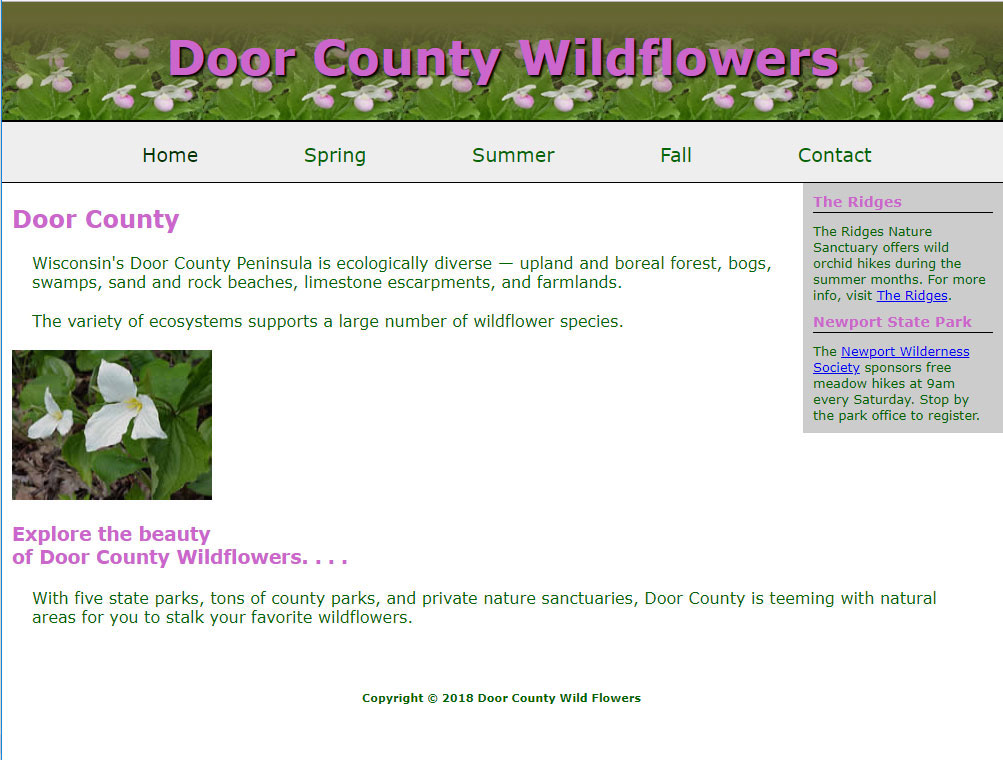 Door County Wildflowers
Home Spring Summer Fall Contact
Door County
Wisconsin's Door County Peninsula is ecologically diverse — upland and boreal forest, bogs,
swamps, sand and rock beaches, limestone escarpments, and farmlands.
The variety of ecosystems supports a large number of wildflower species.
The Ridges
The Ridges Nature
Sanctuary offers wild
orchid hikes during the
summer months. For more
info, visit The Ridges.
Newport State Park
The Newport Wilderness
Society sponsors free
meadow hikes at 9am
every Saturday. Stop by
the park office to register.
Explore the beauty
of Door County Wildflowers. . . .
With five state parks, tons of county parks, and private nature sanctuaries, Door County is teeming with natural
areas for you to stalk your favorite wildflowers.
Copyright © 2018 Door County Wild Flowers